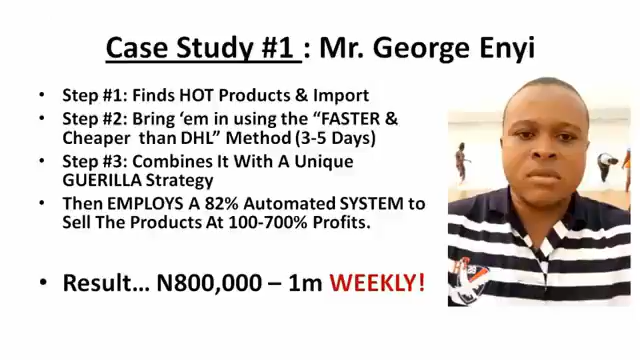 Case Study #1 : Mr. George Enyi
• Step #1: Finds HOT Products & Import
• Step #2: Bring ‘em in using the “FASTER &
Cheaper than DHL” Method (3-5 Days)
• Step #3: Combines It With A Unique
GUERILLA Strategy
• Then EMPLOYS A 82% Automated SYSTEM to
Sell The Products At 100-700% Profits.
• Result... N800,000 – 1m WEEKLY!